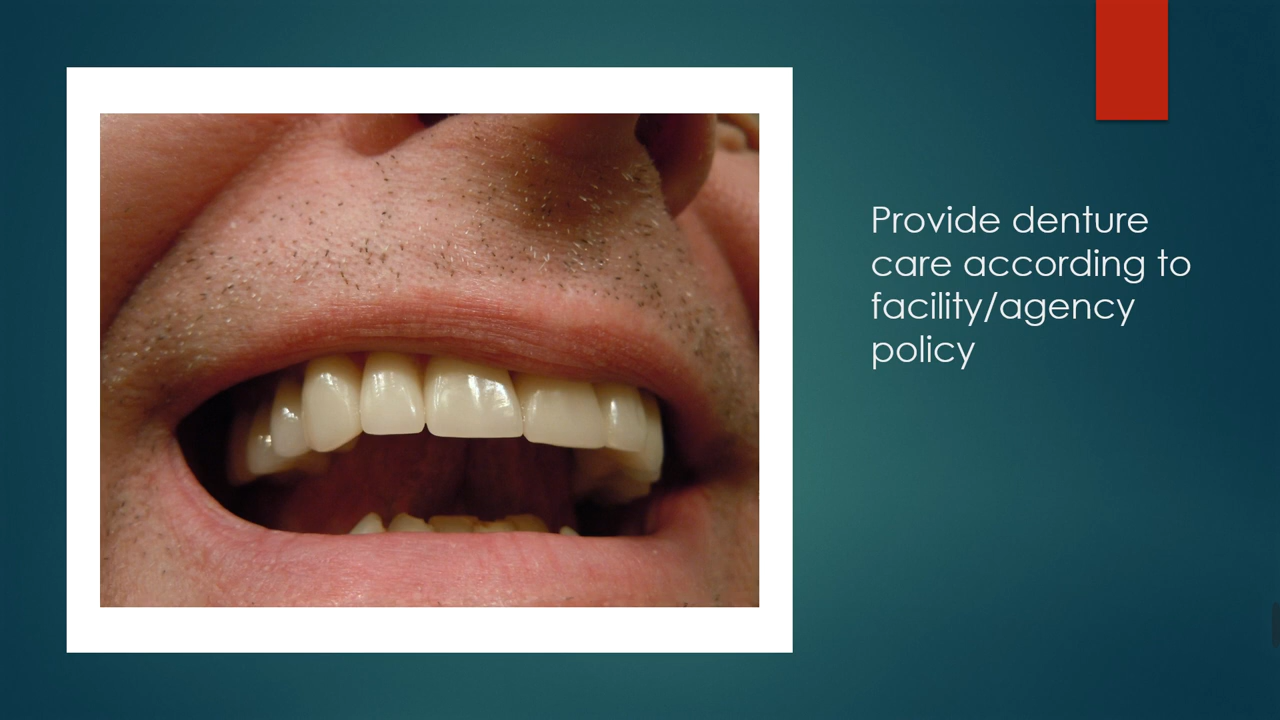 Provide denture
care according to
facility/agency
policy